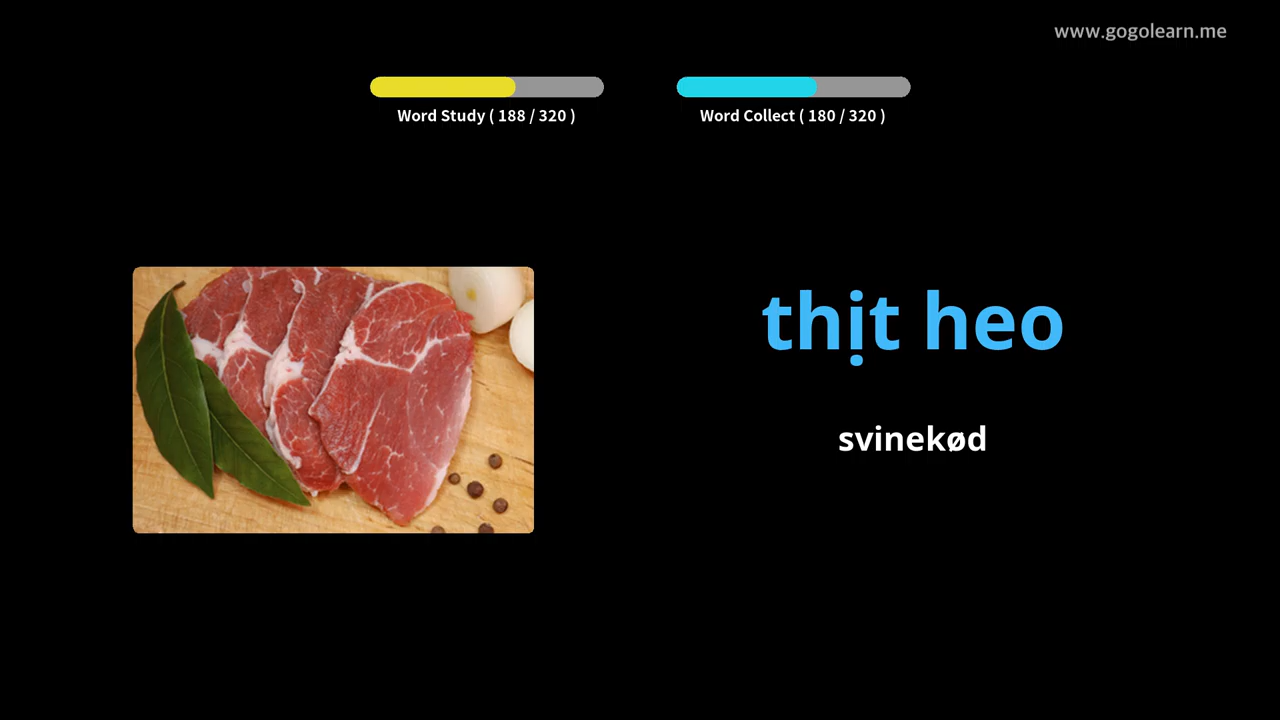 www.gogolearn.me
Word Study ( 188 / 320 )
Word Collect ( 180 / 320 )
thịt heo
svinekød